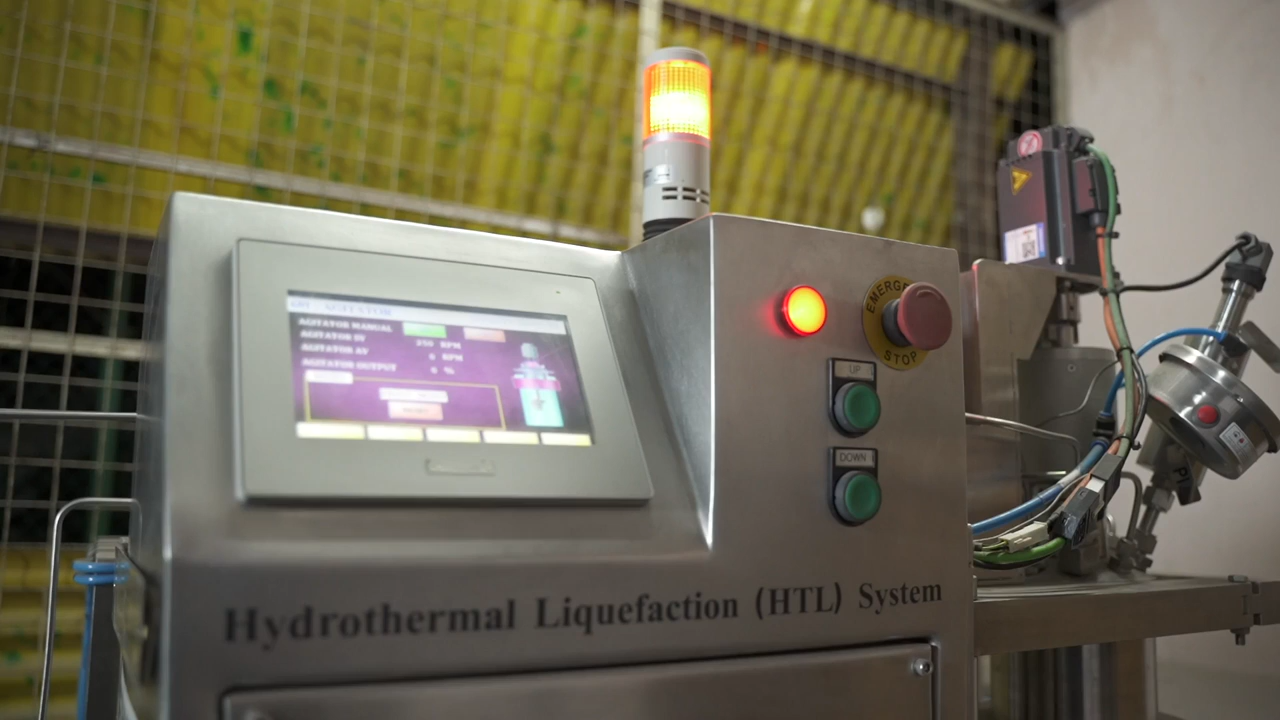 AGITATOR
AGITATOR MANUAL
AGITATOR SV 250 RPM
AGITATOR AV 0 RPM
AGITATOR OUTPUT 0 %
EMERGENCY
STOP
UP
DOWN
Hydrothermal Liquefaction (HTL) System